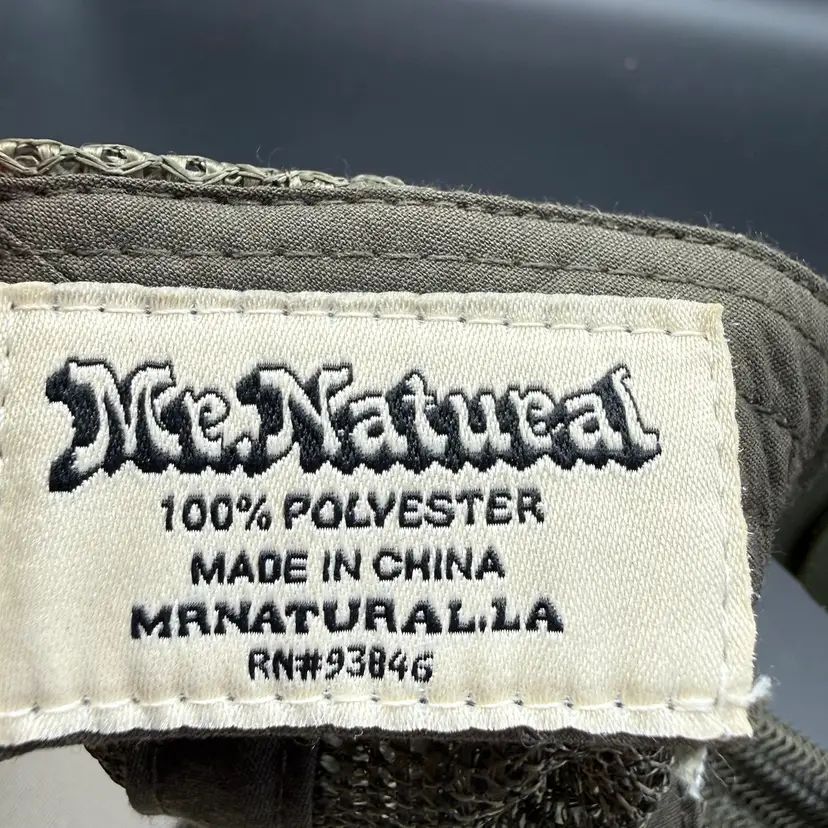 Mr. Natural
100% POLYESTER
MADE IN CHINA
MRNATURAL.LA
RN#93846